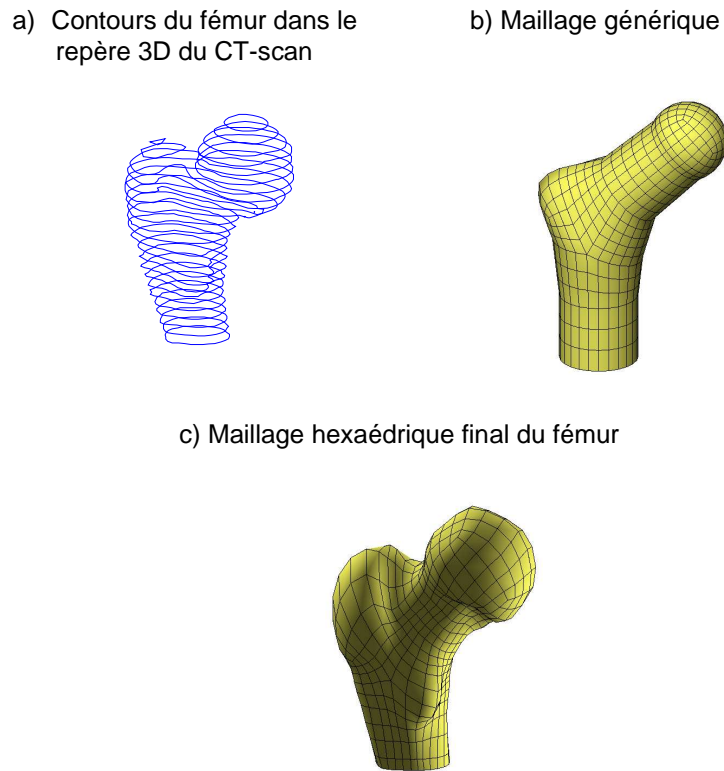 a) Contours du fémur dans le
repère 3D du CT-scan
b) Maillage générique
c) Maillage hexaédrique final du fémur